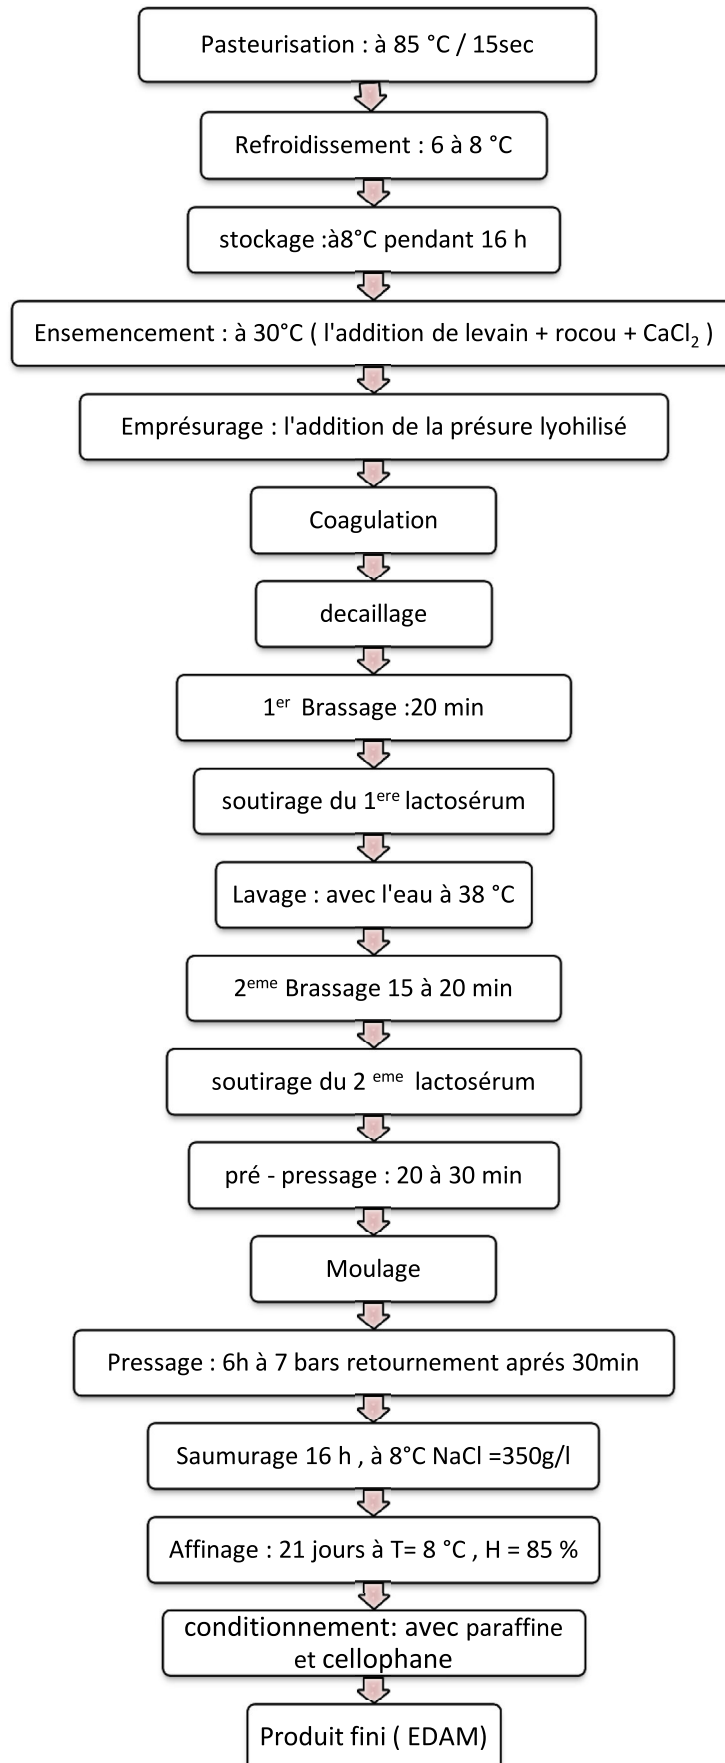 Pasteurisation : à 85 °C / 15sec
Refroidissement : 6 à 8 °C
stockage :à8°C pendant 16 h
Ensemencement : à 30°C ( l'addition de levain + rocou + CaCl₂ )
Emprésurage : l'addition de la présure lyohilisé
Coagulation
decaillage
1er Brassage :20 min
soutirage du 1ere lactosérum
Lavage : avec l'eau à 38 °C
2eme Brassage 15 à 20 min
soutirage du 2 eme lactosérum
pré - pressage : 20 à 30 min
Moulage
Pressage : 6h à 7 bars retournement aprés 30min
Saumurage 16 h , à 8°C NaCl =350g/l
Affinage : 21 jours à T= 8 °C , H = 85 %
conditionnement: avec paraffine
et cellophane
Produit fini ( EDAM)